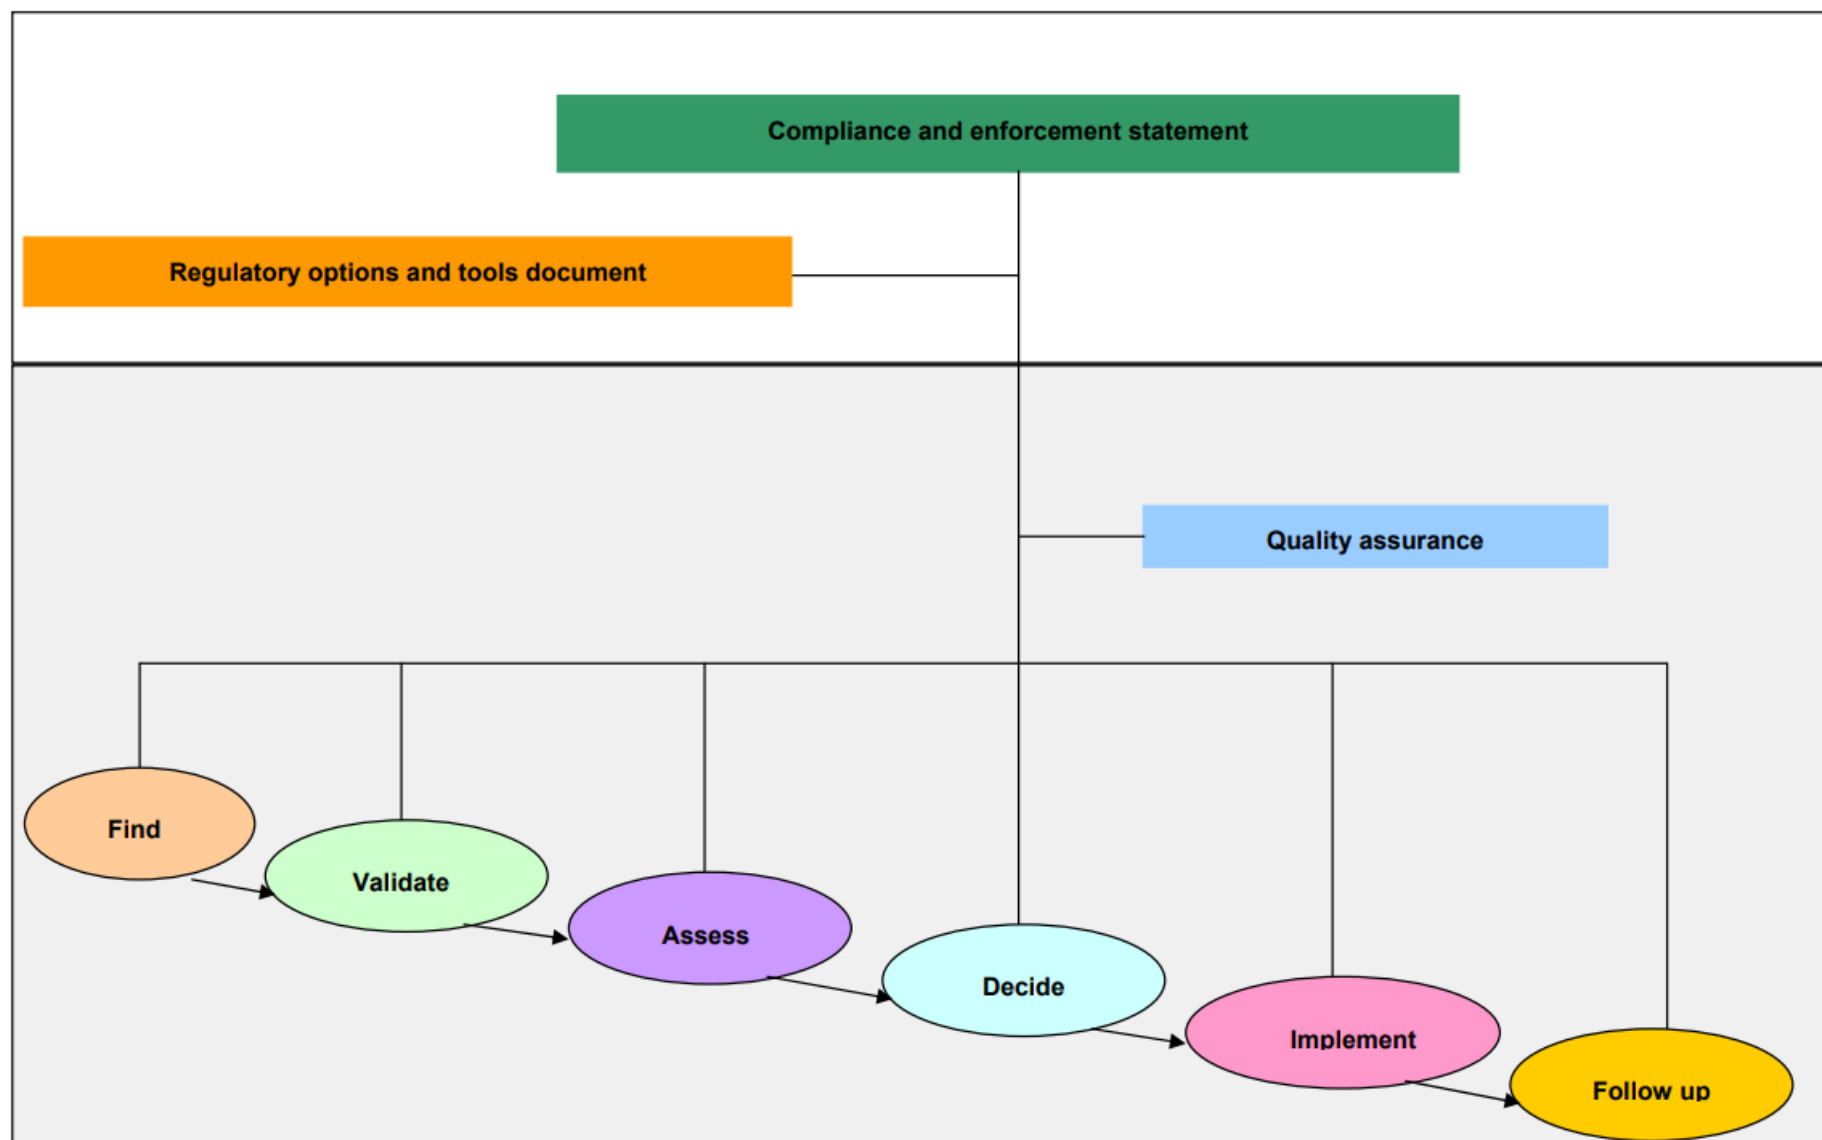 Compliance and enforcement statement
Regulatory options and tools document
Quality assurance
Find
Validate
Assess
Decide
Implement
Follow up